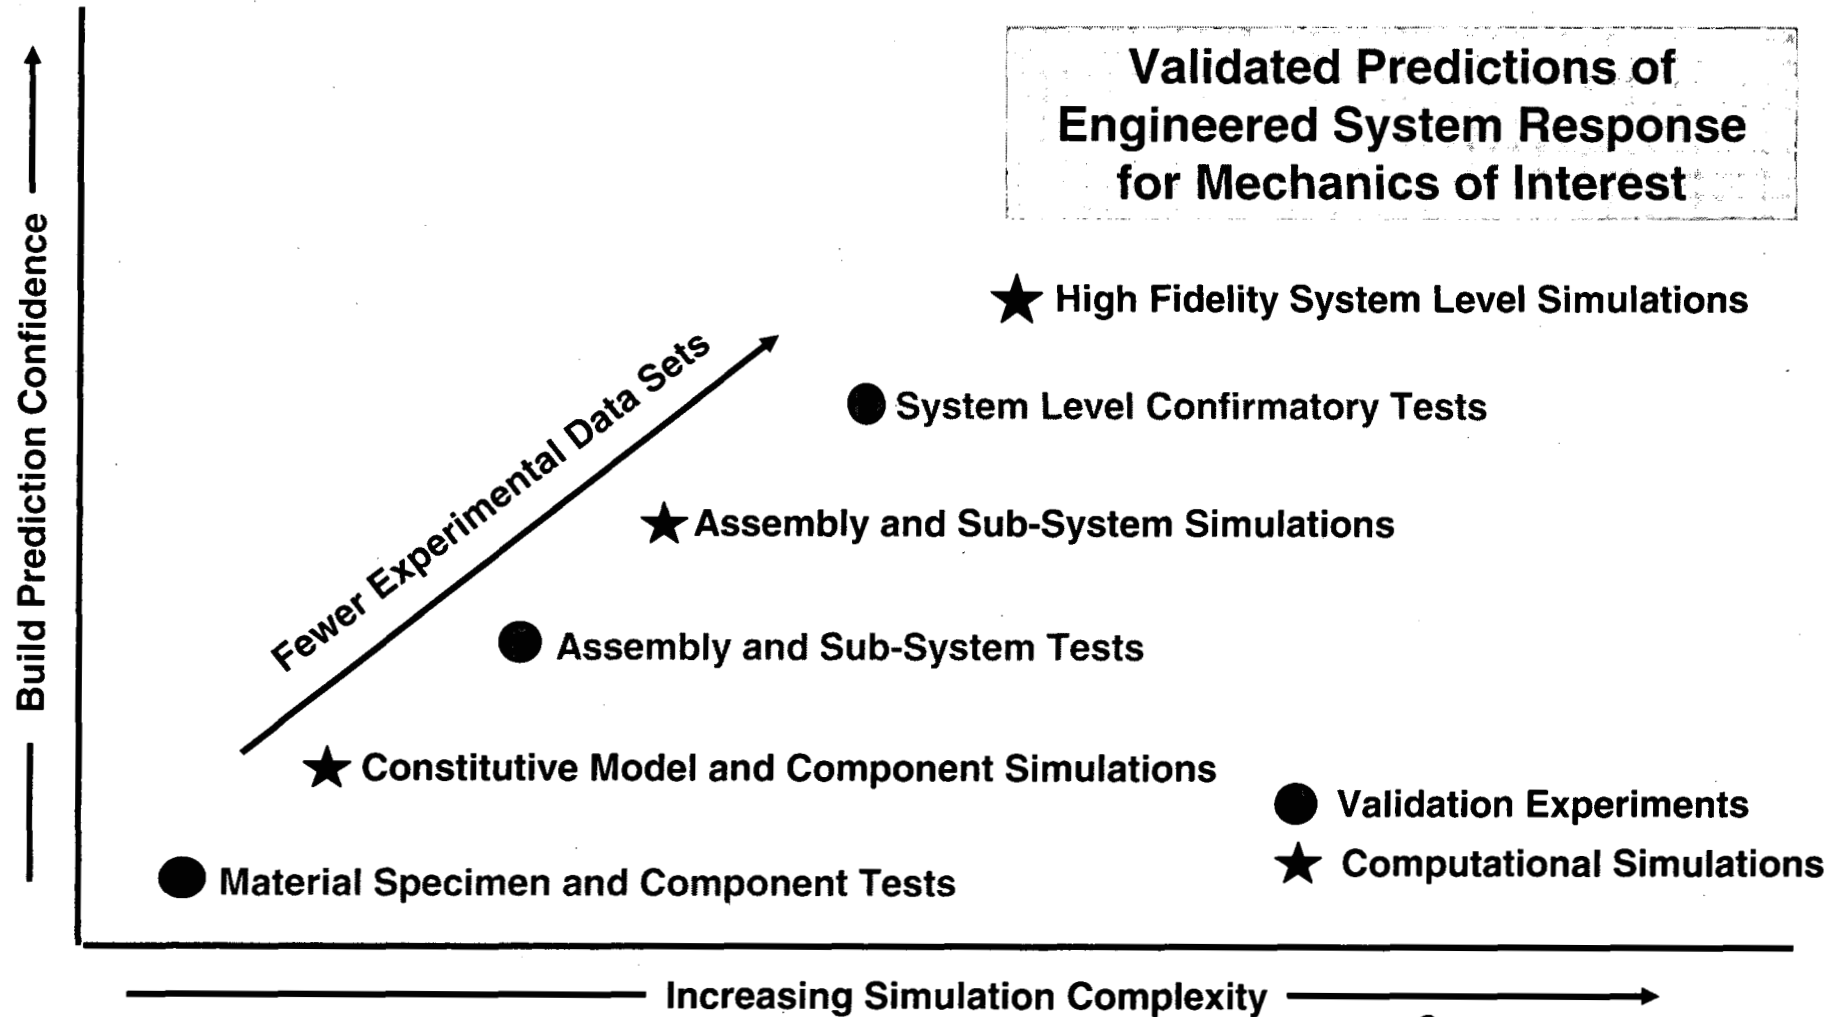 Validated Predictions of
Engineered System Response
for Mechanics of Interest
High Fidelity System Level Simulations
System Level Confirmatory Tests
Assembly and Sub-System Simulations
Assembly and Sub-System Tests
Constitutive Model and Component Simulations
Material Specimen and Component Tests
Fewer Experimental Data Sets
Build Prediction Confidence
Validation Experiments
Computational Simulations
Increasing Simulation Complexity